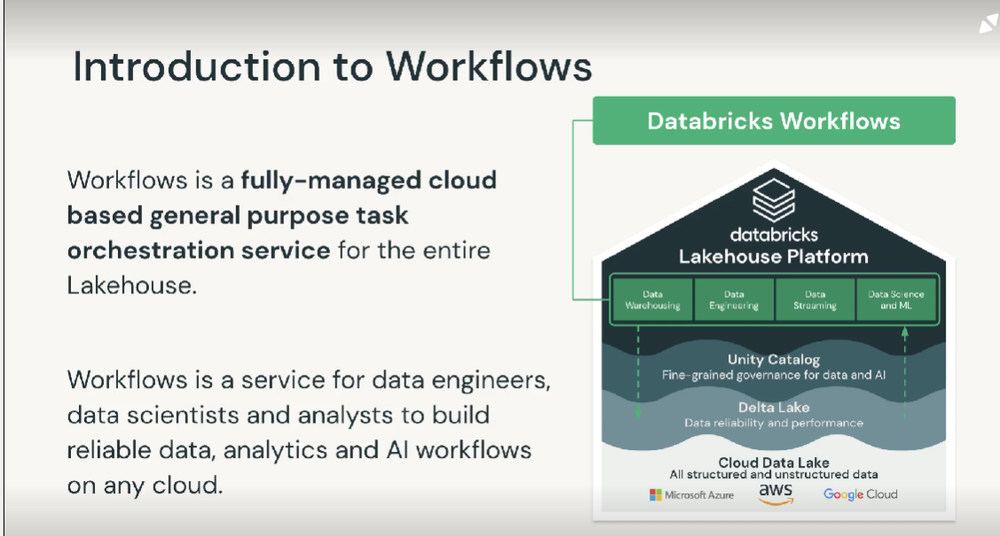 Introduction to Workflows
Databricks Workflows
Workflows is a fully-managed cloud
based general purpose task
orchestration service for the entire
Lakehouse.
Workflows is a service for data engineers,
data scientists and analysts to build
reliable data, analytics and AI workflows
on any cloud.
databricks
Lakehouse Platform
Data
Warehousing
Data
Engineering
Data
Streaming
Data Science
and ML
Unity Catalog
Fine-grained governance for data and AI
Delta Lake
Data reliability and performance
Cloud Data Lake
All structured and unstructured data
Microsoft Azure
aws
Google Cloud